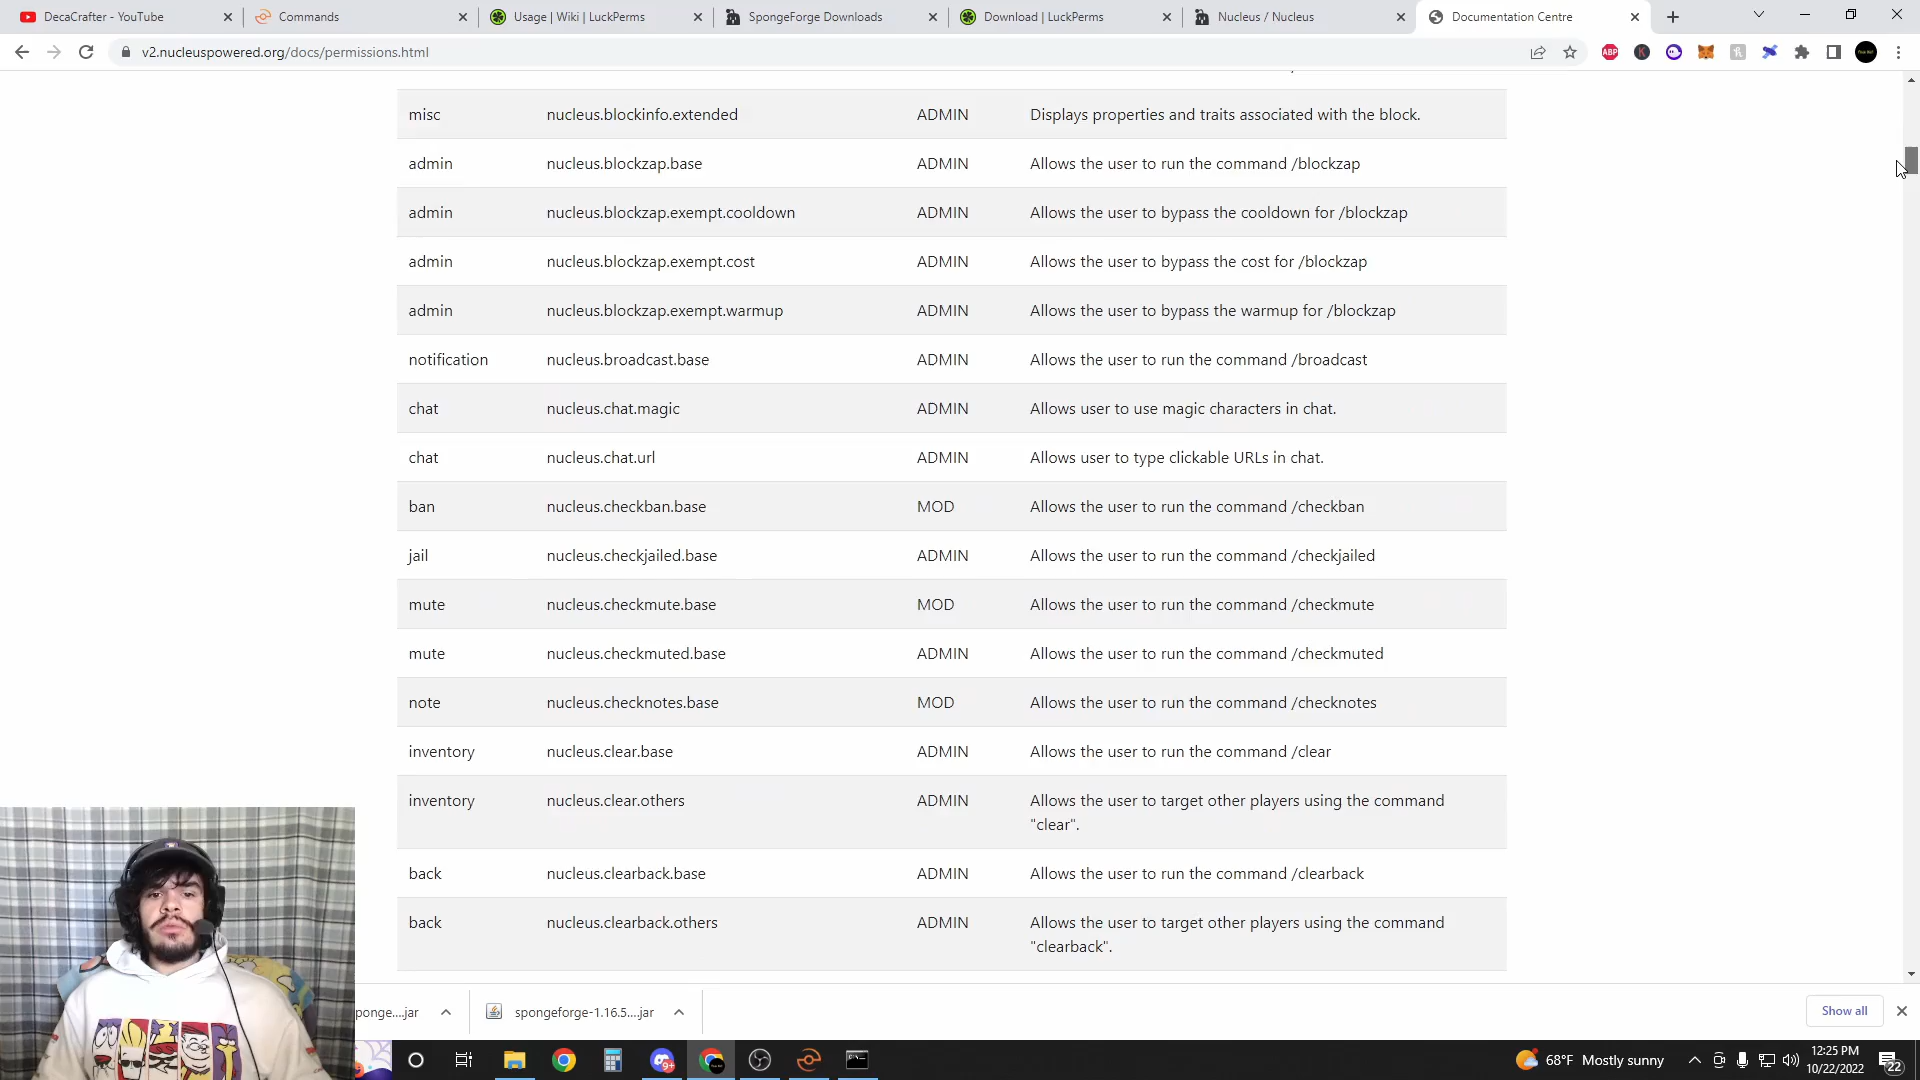 DecaCrafter - YouTube
Commands
Usage | Wiki | LuckPerms
SpongeForge Downloads
Download | LuckPerms
Nucleus / Nucleus
Documentation Centre
v2.nucleuspowered.org/docs/permissions.html
ABP
misc nucleus.blockinfo.extended ADMIN Displays properties and traits associated with the block.
admin nucleus.blockzap.base ADMIN Allows the user to run the command /blockzap
admin nucleus.blockzap.exempt.cooldown ADMIN Allows the user to bypass the cooldown for /blockzap
admin nucleus.blockzap.exempt.cost ADMIN Allows the user to bypass the cost for /blockzap
admin nucleus.blockzap.exempt.warmup ADMIN Allows the user to bypass the warmup for /blockzap
notification nucleus.broadcast.base ADMIN Allows the user to run the command /broadcast
chat nucleus.chat.magic ADMIN Allows user to use magic characters in chat.
chat nucleus.chat.url ADMIN Allows user to type clickable URLs in chat.
ban nucleus.checkban.base MOD Allows the user to run the command /checkban
jail nucleus.checkjailed.base ADMIN Allows the user to run the command /checkjailed
mute nucleus.checkmute.base MOD Allows the user to run the command /checkmute
mute nucleus.checkmuted.base ADMIN Allows the user to run the command /checkmuted
note nucleus.checknotes.base MOD Allows the user to run the command /checknotes
inventory nucleus.clear.base ADMIN Allows the user to run the command /clear
inventory nucleus.clear.others ADMIN Allows the user to target other players using the command
"clear".
back nucleus.clearback.base ADMIN Allows the user to run the command /clearback
back nucleus.clearback.others ADMIN Allows the user to target other players using the command
"clearback".
ponge....jar
spongeforge-1.16.5....jar
Show all
68°F Mostly sunny
12:25 PM
10/22/2022
22